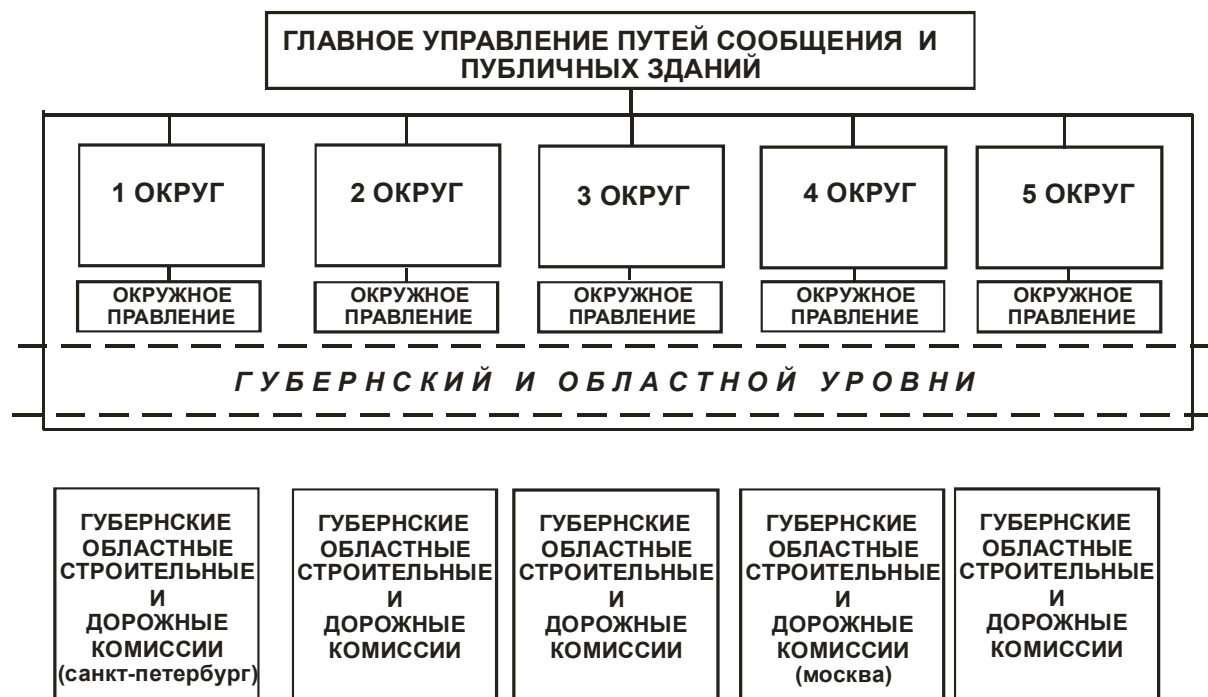 ГЛАВНОЕ УПРАВЛЕНИЕ ПУТЕЙ СООБЩЕНИЯ И
ПУБЛИЧНЫХ ЗДАНИЙ
1 ОКРУГ
2 ОКРУГ
3 ОКРУГ
4 ОКРУГ
5 ОКРУГ
ОКРУЖНОЕ
ПРАВЛЕНИЕ
ОКРУЖНОЕ
ПРАВЛЕНИЕ
ОКРУЖНОЕ
ПРАВЛЕНИЕ
ОКРУЖНОЕ
ПРАВЛЕНИЕ
ОКРУЖНОЕ
ПРАВЛЕНИЕ
ГУБЕРНСКИЙ И ОБЛАСТНОЙ УРОВНИ
ГУБЕРНСКИЕ
ОБЛАСТНЫЕ
СТРОИТЕЛЬНЫЕ
И
ДОРОЖНЫЕ
КОМИССИИ
(санкт-петербург)
ГУБЕРНСКИЕ
ОБЛАСТНЫЕ
СТРОИТЕЛЬНЫЕ
И
ДОРОЖНЫЕ
КОМИССИИ
ГУБЕРНСКИЕ
ОБЛАСТНЫЕ
СТРОИТЕЛЬНЫЕ
И
ДОРОЖНЫЕ
КОМИССИИ
ГУБЕРНСКИЕ
ОБЛАСТНЫЕ
СТРОИТЕЛЬНЫЕ
И
ДОРОЖНЫЕ
КОМИССИИ
(москва)
ГУБЕРНСКИЕ
ОБЛАСТНЫЕ
СТРОИТЕЛЬНЫЕ
И
ДОРОЖНЫЕ
КОМИССИИ